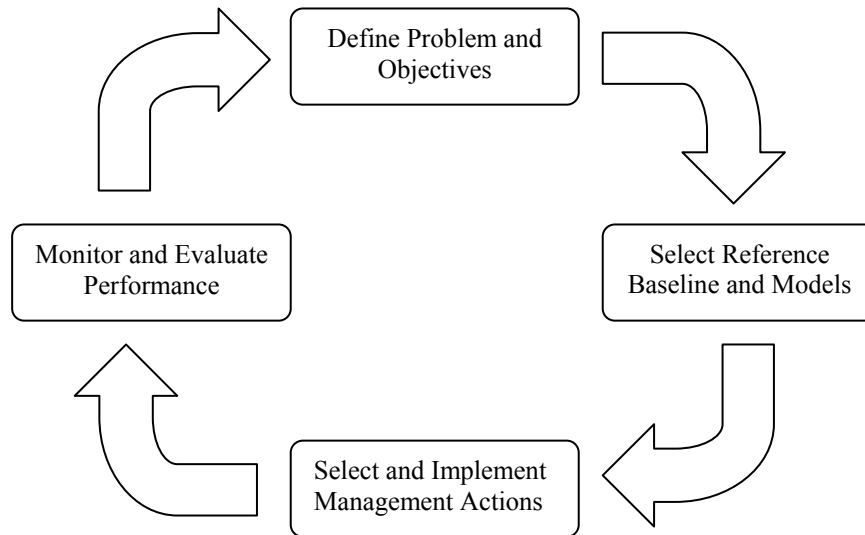 Define Problem and
Objectives
Select Reference
Baseline and Models
Select and Implement
Management Actions
Monitor and Evaluate
Performance